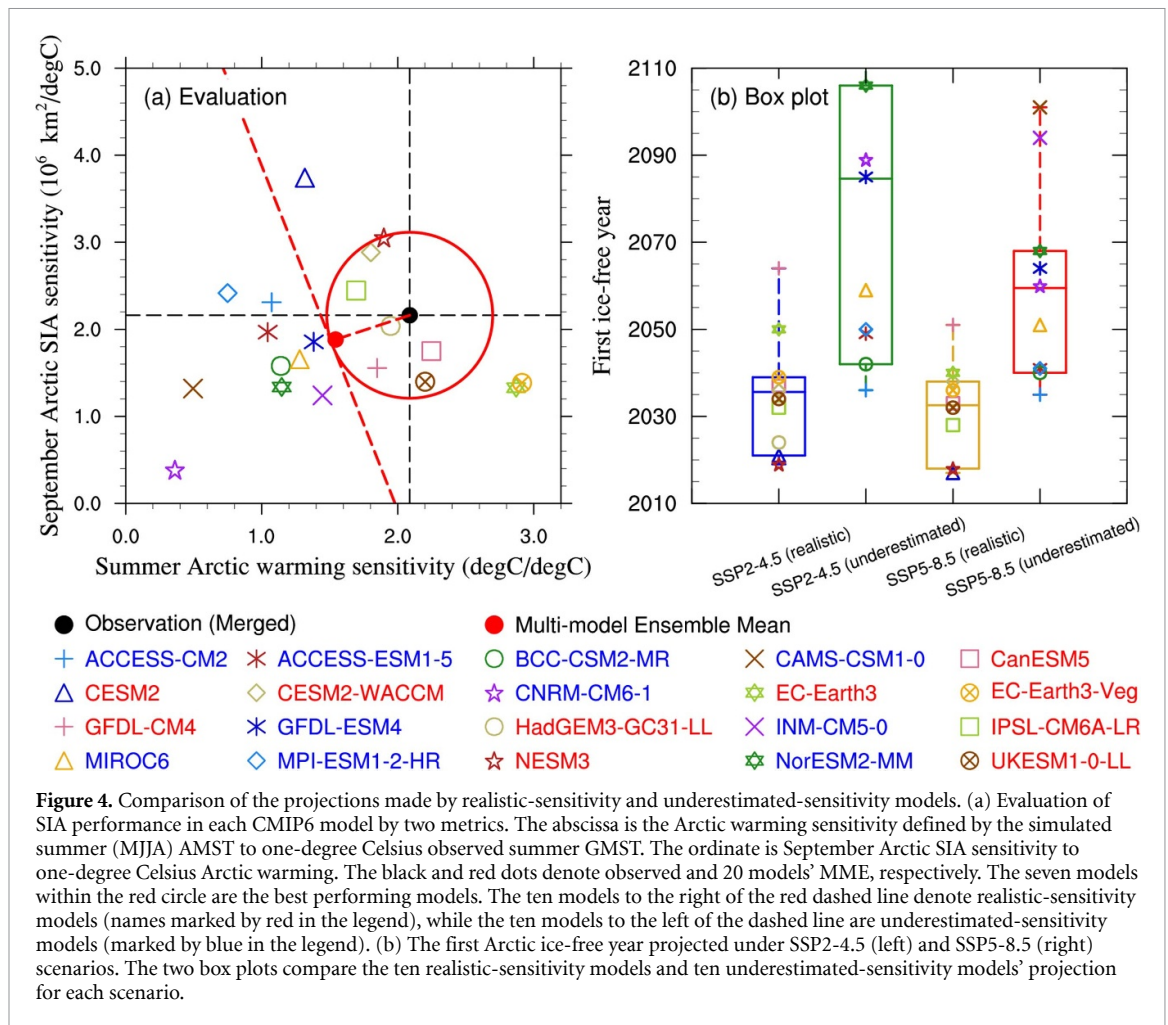 (a) Evaluation
September Arctic SIA sensitivity (10⁶ km²/degC)
5.0
4.0
3.0
2.0
1.0
0.0
0.0 1.0 2.0 3.0
Summer Arctic warming sensitivity (degC/degC)
(b) Box plot
First ice-free year
2110
2090
2070
2050
2030
2010
SSP2-4.5 (realistic)
SSP2-4.5 (underestimated)
SSP5-8.5 (realistic)
SSP5-8.5 (underestimated)
Observation (Merged) Multi-model Ensemble Mean
ACCESS-CM2 ACCESS-ESM1-5 BCC-CSM2-MR CAMS-CSM1-0 CanESM5
CESM2 CESM2-WACCM CNRM-CM6-1 EC-Earth3 EC-Earth3-Veg
GFDL-CM4 GFDL-ESM4 HadGEM3-GC31-LL INM-CM5-0 IPSL-CM6A-LR
MIROC6 MPI-ESM1-2-HR NESM3 NorESM2-MM UKESM1-0-LL
Figure 4. Comparison of the projections made by realistic-sensitivity and underestimated-sensitivity models. (a) Evaluation of
SIA performance in each CMIP6 model by two metrics. The abscissa is the Arctic warming sensitivity defined by the simulated
summer (MJJA) AMST to one-degree Celsius observed summer GMST. The ordinate is September Arctic SIA sensitivity to
one-degree Celsius Arctic warming. The black and red dots denote observed and 20 models' MME, respectively. The seven models
within the red circle are the best performing models. The ten models to the right of the red dashed line denote realistic-sensitivity
models (names marked by red in the legend), while the ten models to the left of the dashed line are underestimated-sensitivity
models (marked by blue in the legend). (b) The first Arctic ice-free year projected under SSP2-4.5 (left) and SSP5-8.5 (right)
scenarios. The two box plots compare the ten realistic-sensitivity models and ten underestimated-sensitivity models' projection
for each scenario.